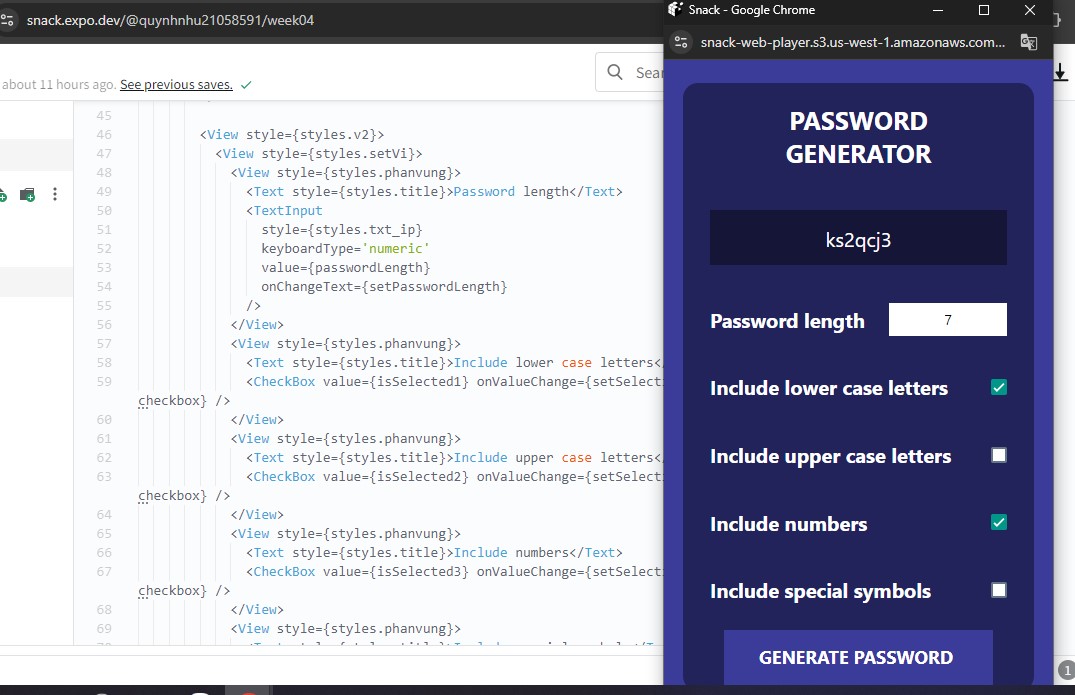 snack.expo.dev/@quynhnhu21058591/week04
about 11 hours ago. See previous saves.
45
46 <View style={styles.v2}>
47 <View style={styles.setVi}>
48 <View style={styles.phanvung}>
49 <Text style={styles.title}>Password length</Text>
50 <TextInput
51 style={styles.txt_ip}
52 keyboardType='numeric'
53 value={passwordLength}
54 onChangeText={setPasswordLength}
55 />
56 </View>
57 <View style={styles.phanvung}>
58 <Text style={styles.title}>Include lower case letters<
59 <CheckBox value={isSelected1} onValueChange={setSelect
checkbox} />
60 </View>
61 <View style={styles.phanvung}>
62 <Text style={styles.title}>Include upper case letters<
63 <CheckBox value={isSelected2} onValueChange={setSelect
checkbox} />
64 </View>
65 <View style={styles.phanvung}>
66 <Text style={styles.title}>Include numbers</Text>
67 <CheckBox value={isSelected3} onValueChange={setSelect
checkbox} />
68 </View>
69 <View style={styles.phanvung}>
Snack - Google Chrome
snack-web-player.s3.us-west-1.amazonaws.com...
PASSWORD
GENERATOR
ks2qcj3
Password length 7
Include lower case letters
Include upper case letters
Include numbers
Include special symbols
GENERATE PASSWORD
1